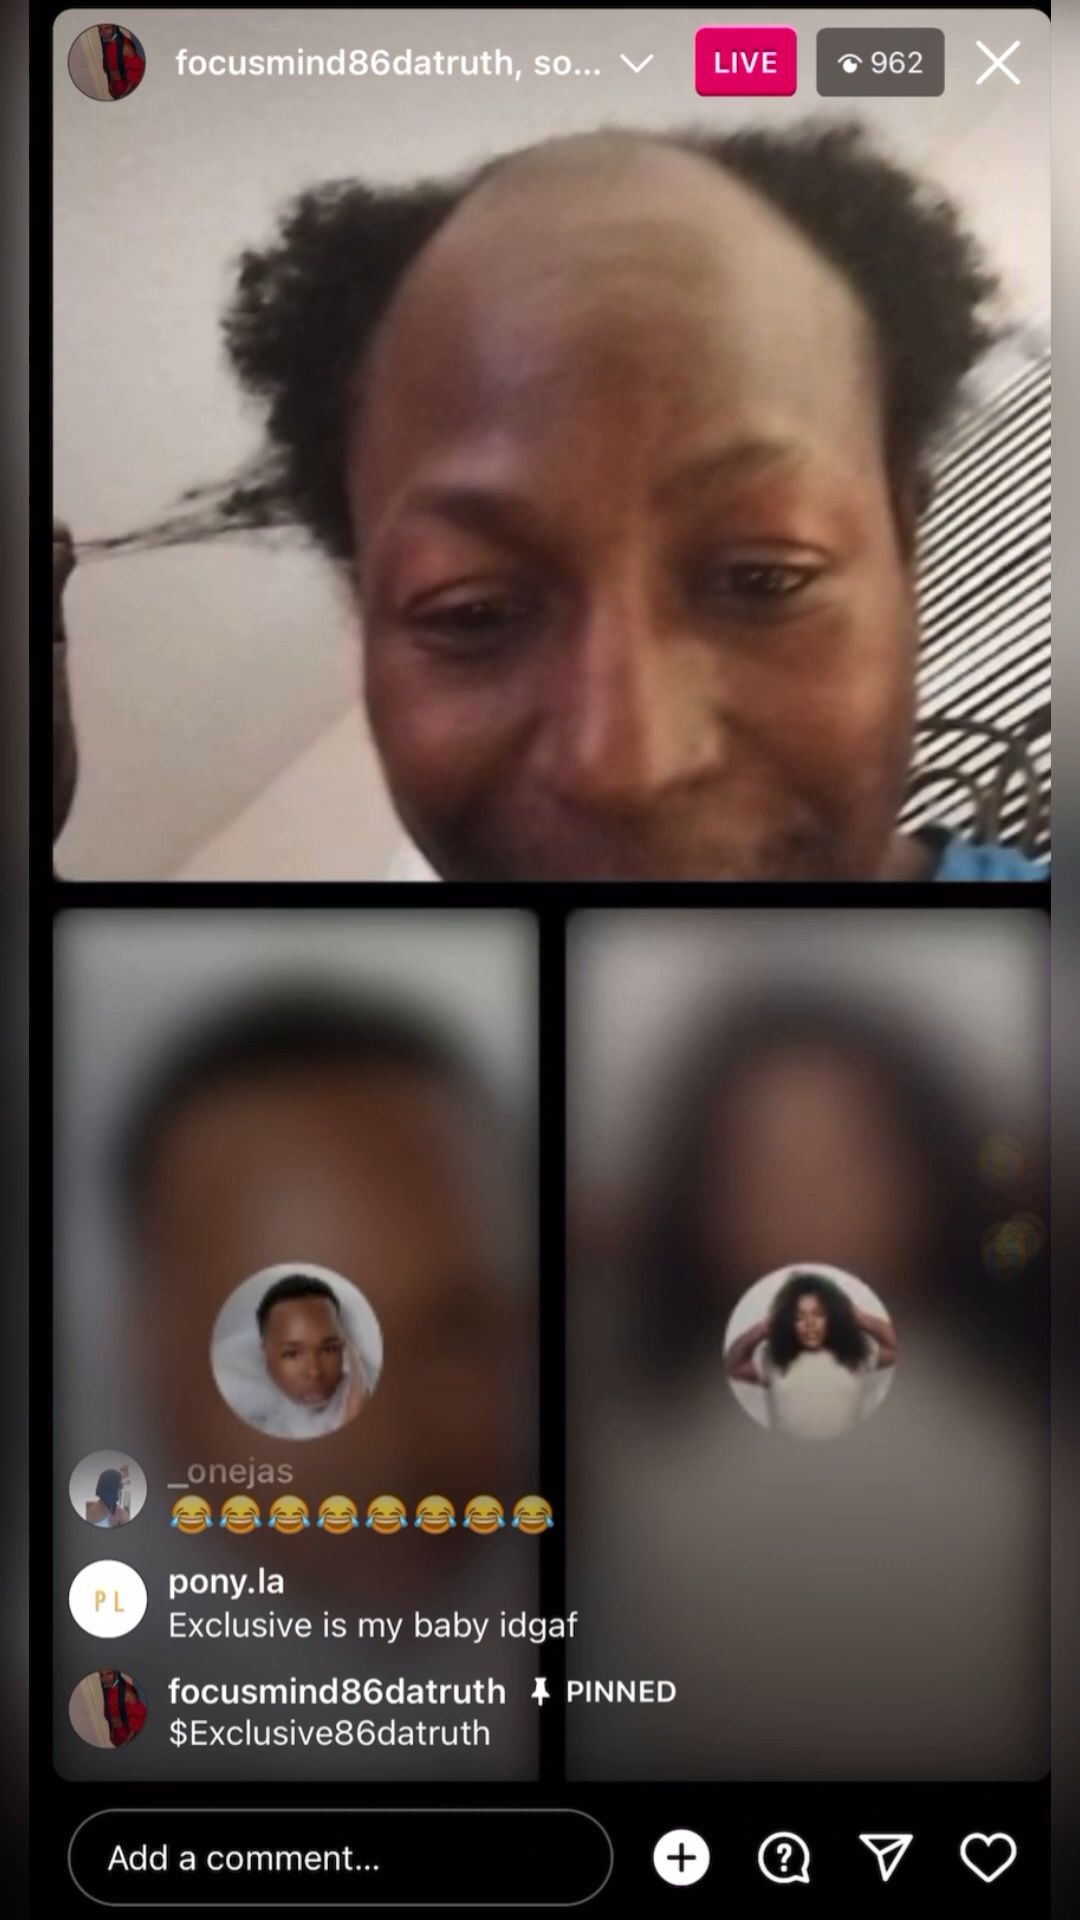 focusmind86datruth, so...
LIVE
962
_onejas
😂😂😂😂😂😂😂😂
pony.la
PL
Exclusive is my baby idgaf
focusmind86datruth PINNED
$Exclusive86datruth
Add a comment...